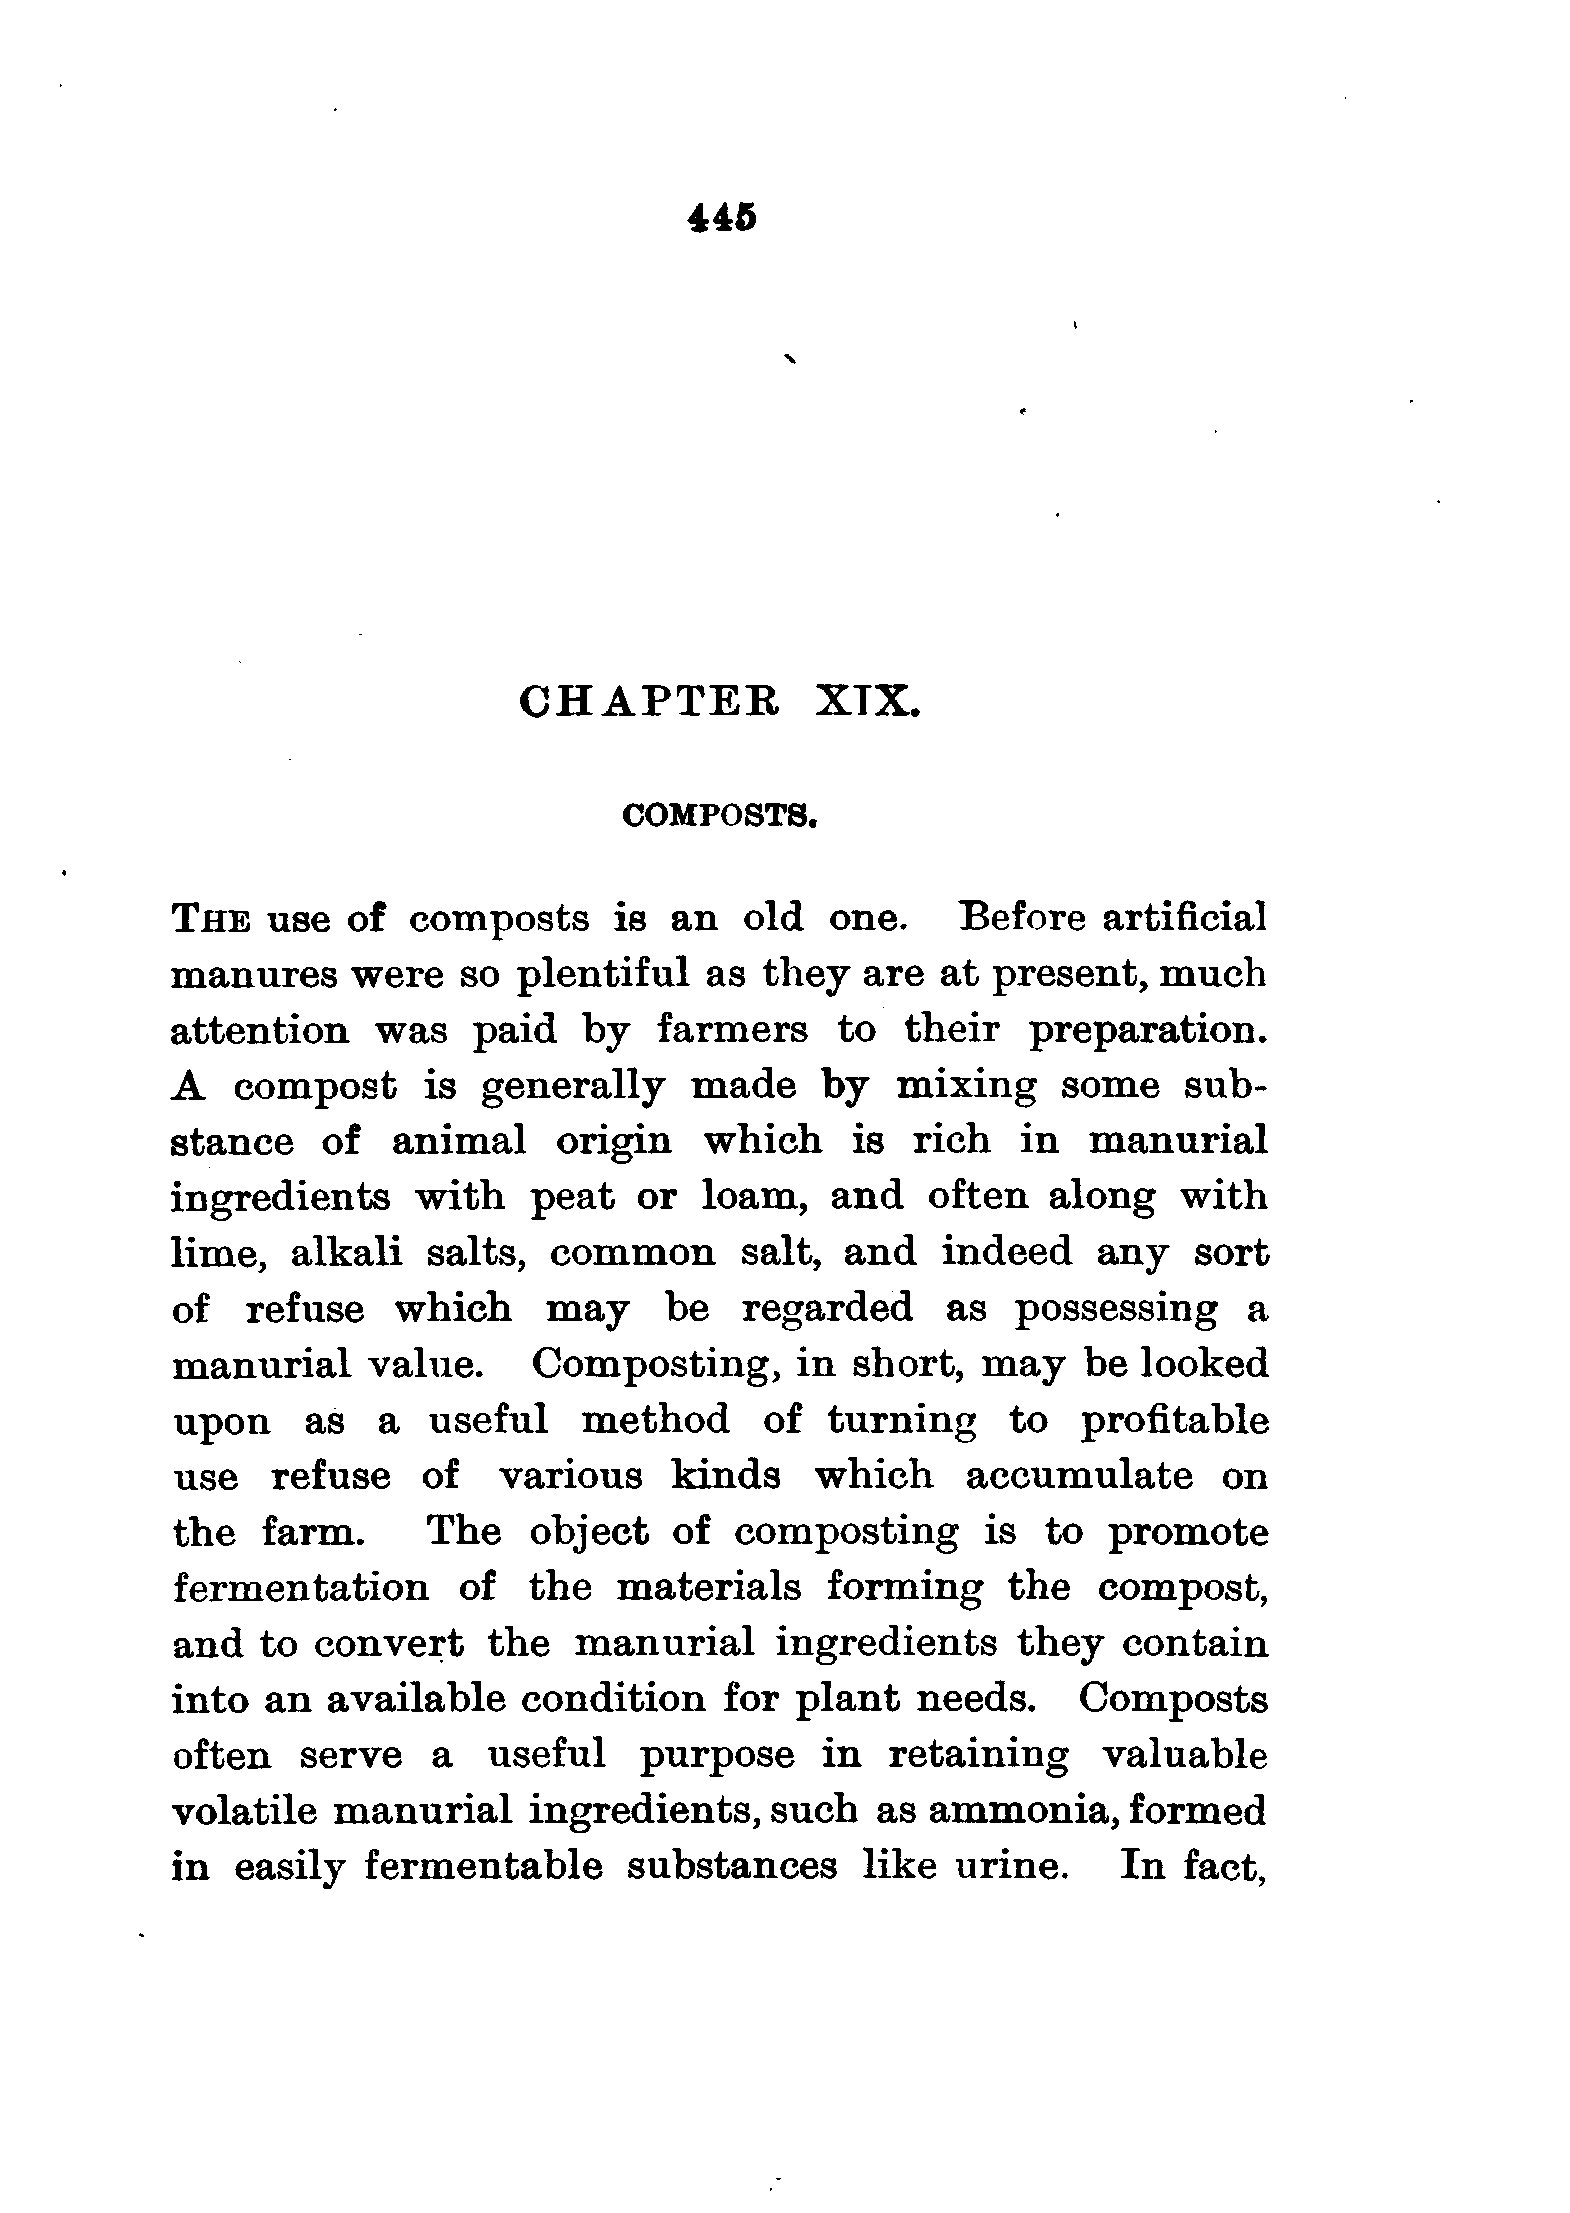 445
CHAPTER XIX.
COMPOSTS.
THE use of composts is an old one. Before artificial
manures were so plentiful as they are at present, much
attention was paid by farmers to their preparation.
A compost is generally made by mixing some sub-
stance of animal origin which is rich in manurial
ingredients with peat or loam, and often along with
lime, alkali salts, common salt, and indeed any sort
of refuse which may be regarded as possessing a
manurial value. Composting, in short, may be looked
upon as a useful method of turning to profitable
use refuse of various kinds which accumulate on
the farm. The object of composting is to promote
fermentation of the materials forming the compost,
and to convert the manurial ingredients they contain
into an available condition for plant needs. Composts
often serve a useful purpose in retaining valuable
volatile manurial ingredients, such as ammonia, formed
in easily fermentable substances like urine. In fact,